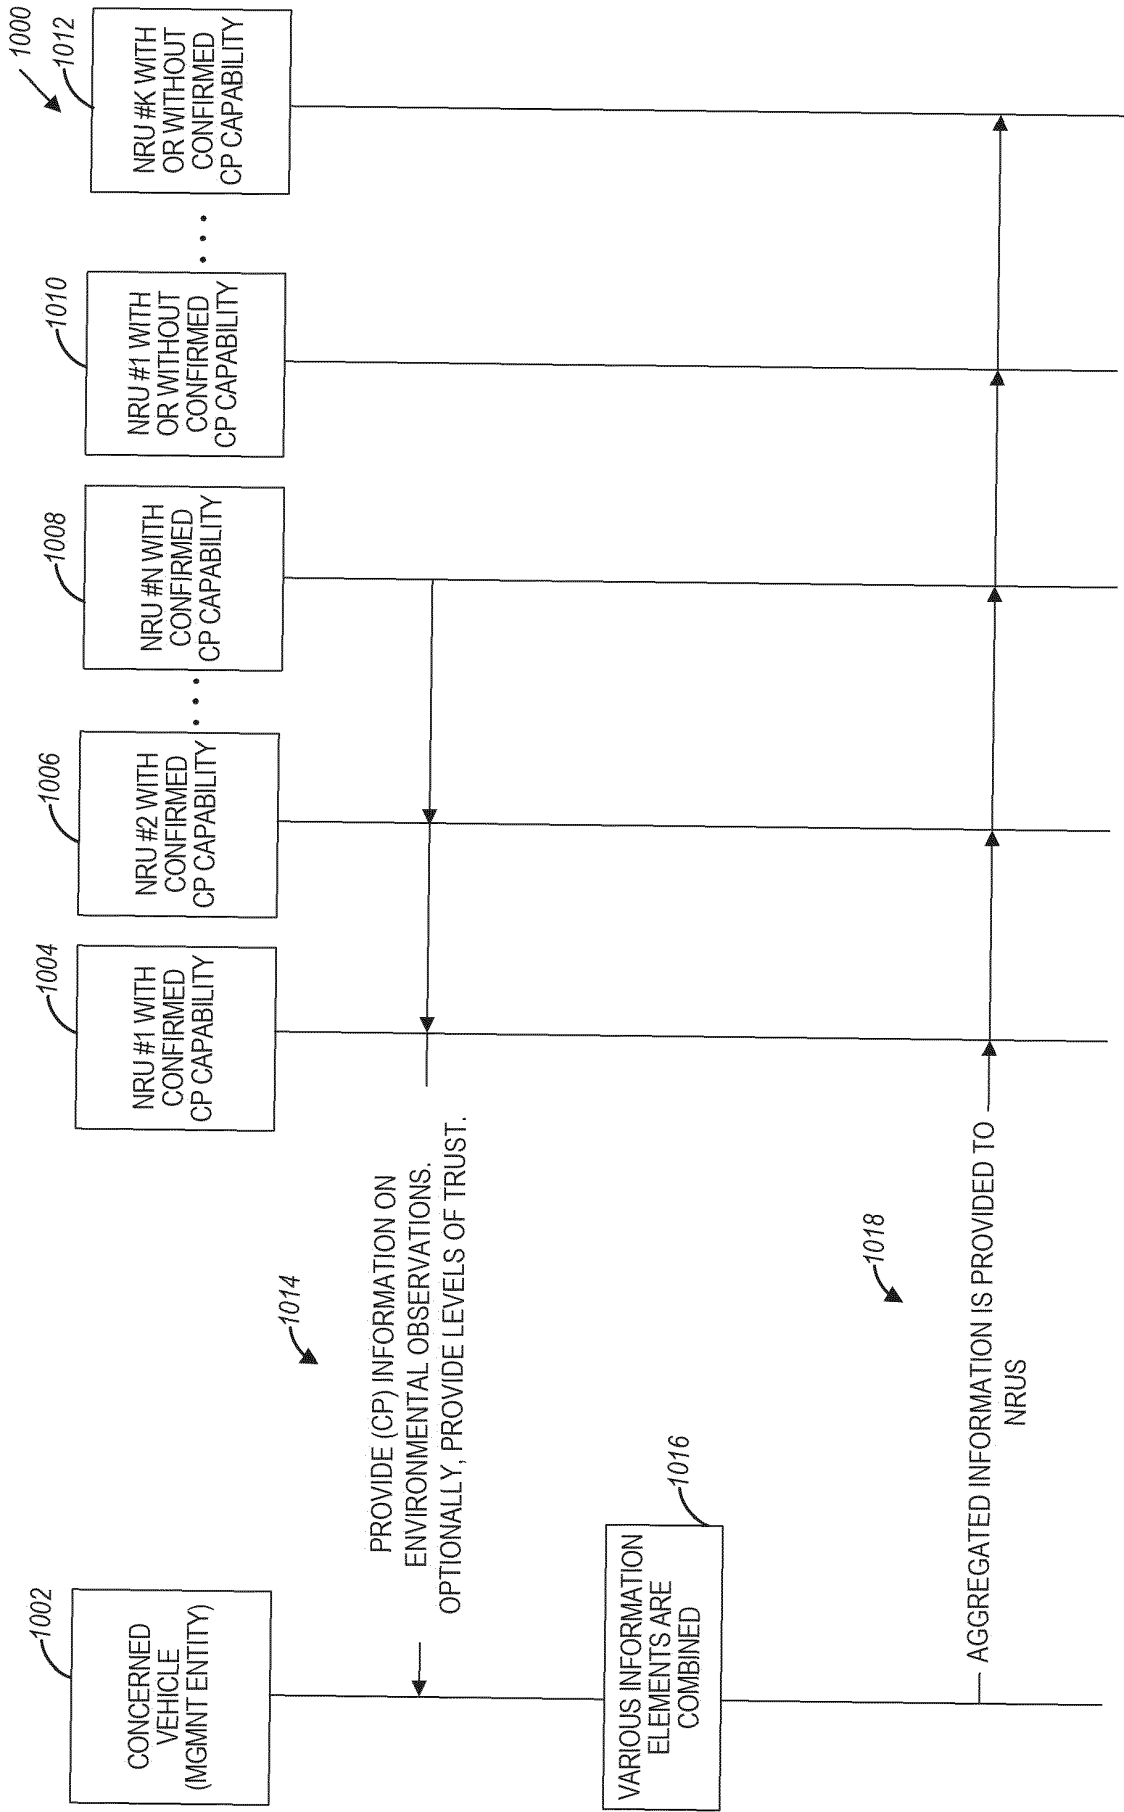 1000
1002
CONCERNED
VEHICLE
(MGMNT ENTITY)
1004
NRU #1 WITH
CONFIRMED
CP CAPABILITY
1006
NRU #2 WITH
CONFIRMED
CP CAPABILITY
1008
NRU #N WITH
CONFIRMED
CP CAPABILITY
1010
NRU #1 WITH
OR WITHOUT
CONFIRMED
CP CAPABILITY
1012
NRU #K WITH
OR WITHOUT
CONFIRMED
CP CAPABILITY
1014
PROVIDE (CP) INFORMATION ON
ENVIRONMENTAL OBSERVATIONS.
OPTIONALLY, PROVIDE LEVELS OF TRUST.
1016
VARIOUS INFORMATION
ELEMENTS ARE
COMBINED
1018
AGGREGATED INFORMATION IS PROVIDED TO
NRUS